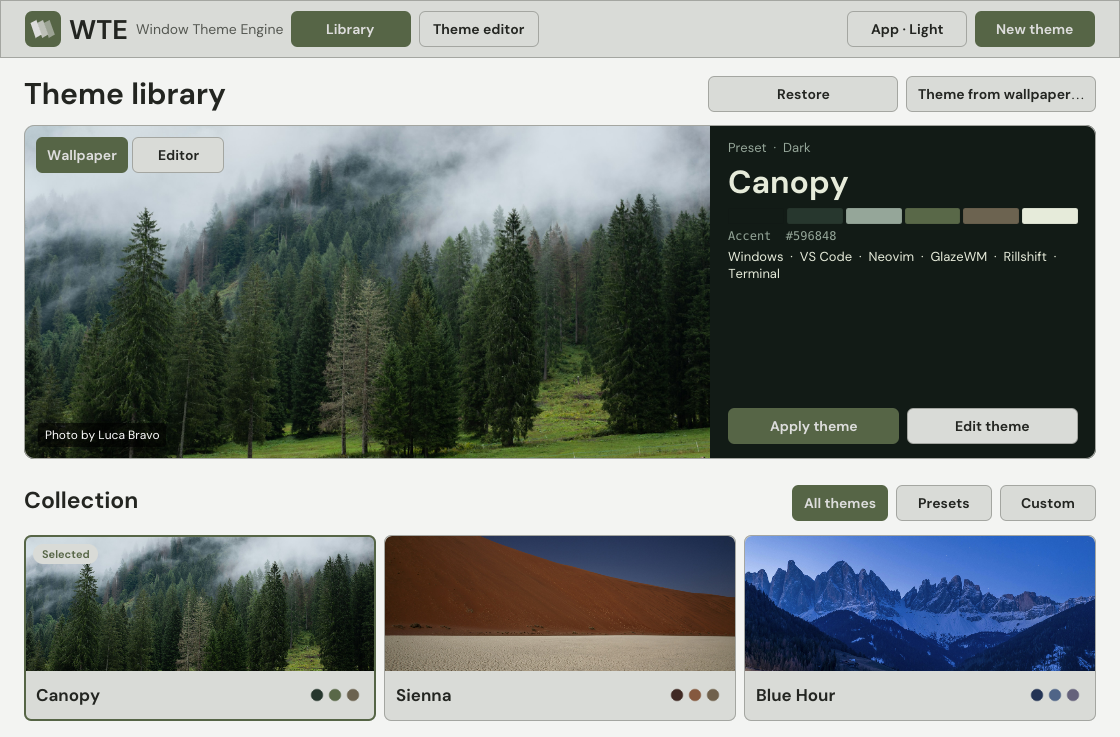 WTE Window Theme Engine Library Theme editor App · Light New theme
Theme library Restore Theme from wallpaper...
Wallpaper Editor
Preset · Dark
Canopy
Accent #596848
Windows · VS Code · Neovim · GlazeWM · Rillshift ·
Terminal
Photo by Luca Bravo
Apply theme Edit theme
Collection All themes Presets Custom
Selected
Canopy Sienna Blue Hour